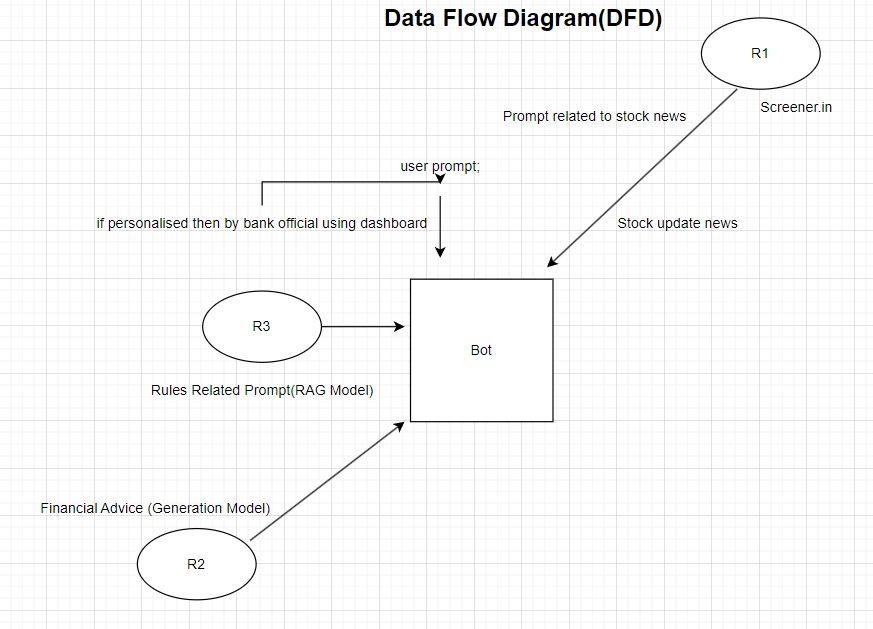 Data Flow Diagram(DFD)
R1
Screener.in
Prompt related to stock news
user prompt;
if personalised then by bank official using dashboard
Stock update news
R3
Bot
Rules Related Prompt(RAG Model)
Financial Advice (Generation Model)
R2